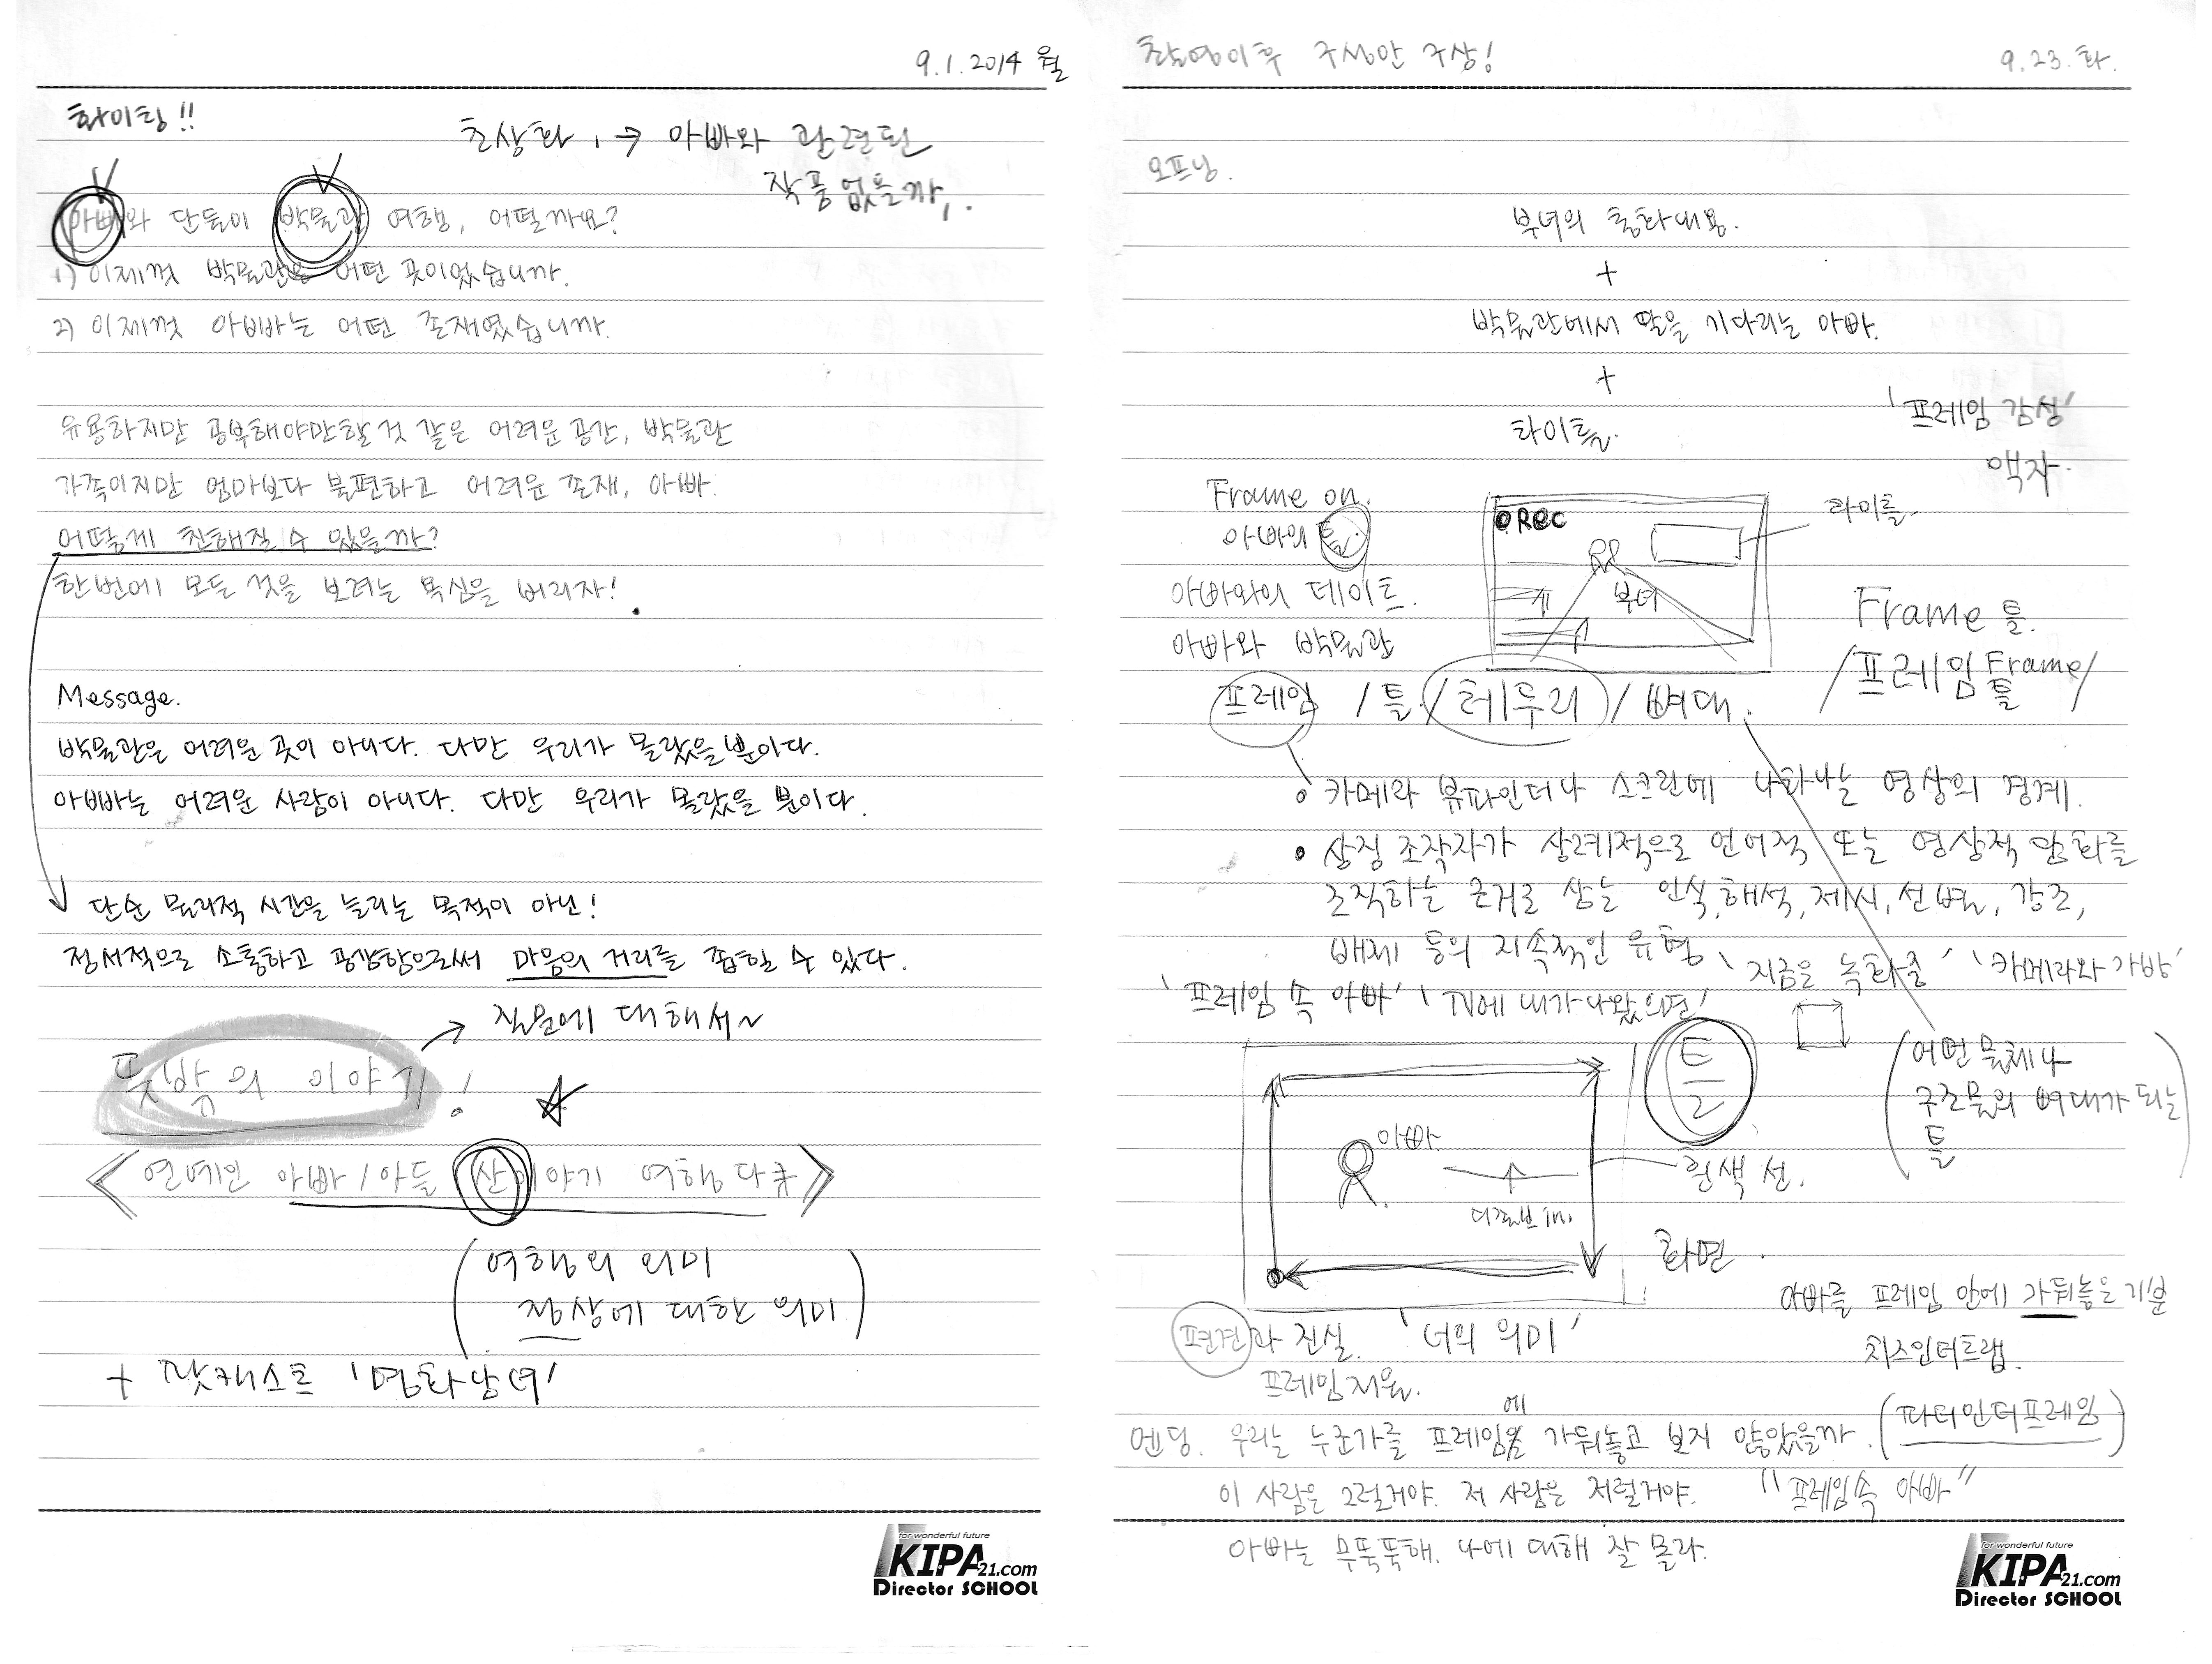 9.1.2014 월
화이팅!!
초상화, → 아빠와 관련된
작품 없을까,.
아빠와 단둘이 박물관 여행, 어떨까요?
1) 이제껏 박물관은 어떤 곳이었습니까.
2) 이제껏 아빠는 어떤 존재였습니까.
유용하지만 공부해야만할 것 같은 어려운 공간, 박물관
가족이지만 엄마보다 불편하고 어려운 존재, 아빠.
어떻게 친해질 수 있을까?
한번에 모든 것을 보려는 욕심을 버리자!
Message.
박물관은 어려운 곳이 아니다. 다만 우리가 몰랐을 뿐이다.
아빠는 어려운 사람이 아니다. 다만 우리가 몰랐을 뿐이다.
단순 물리적 시간을 늘리는 목적이 아닌!
정서적으로 소통하고 공감함으로써 마음의 거리를 좁힐 수 있다.
→ 질문에 대해서~
뜻밖의 이야기!
<연예인 아빠/아들 산이야기 여행 다큐>
(여행의 의미
정상에 대한 의미)
+ 팟캐스트 '명화남녀'
for wonderful future
KIPA21.com
Director SCHOOL
촬영이후 구성안 구상!
9.23.화.
오프닝.
부녀의 통화내용.
+
박물관에서 딸을 기다리는 아빠.
+
타이틀.
'프레임 감성'
액자.
Frame on.
아빠의 틀
아빠와의 데이트.
아빠와 박물관
REC
타이틀.
부녀
Frame 틀.
/프레임 Frame/
틀
프레임 / 틀 / 테두리 / 뼈대.
카메라 뷰파인더나 스크린에 나타나는 영상의 경계.
• 상징 조작자가 상례적으로 언어적 또는 영상적 담화를
조직하는 근거로 삼는 인식, 해석, 제시, 선별, 강조,
배제 등의 지속적인 유형
'지금은 녹화중' '카메라와 가방'
'프레임 속 아빠' 'TV에 내가 나왔으면'
틀
(어떤 물체나
구조물의 뼈대가 되는
틀)
아빠.
흰색 선.
화면.
아빠를 프레임 안에 가둬놓은 기분
편견과 진실. '너의 의미'
치즈인더트랩.
프레임 지움.
엔딩. 우리는 누군가를 프레임에 가둬놓고 보지 않았을까. (파더인더프레임)
이 사람은 그럴거야. 저 사람은 저럴거야. "프레임속 아빠"
아빠는 무뚝뚝해. 나에 대해 잘 몰라.
for wonderful future
KIPA21.com
Director SCHOOL